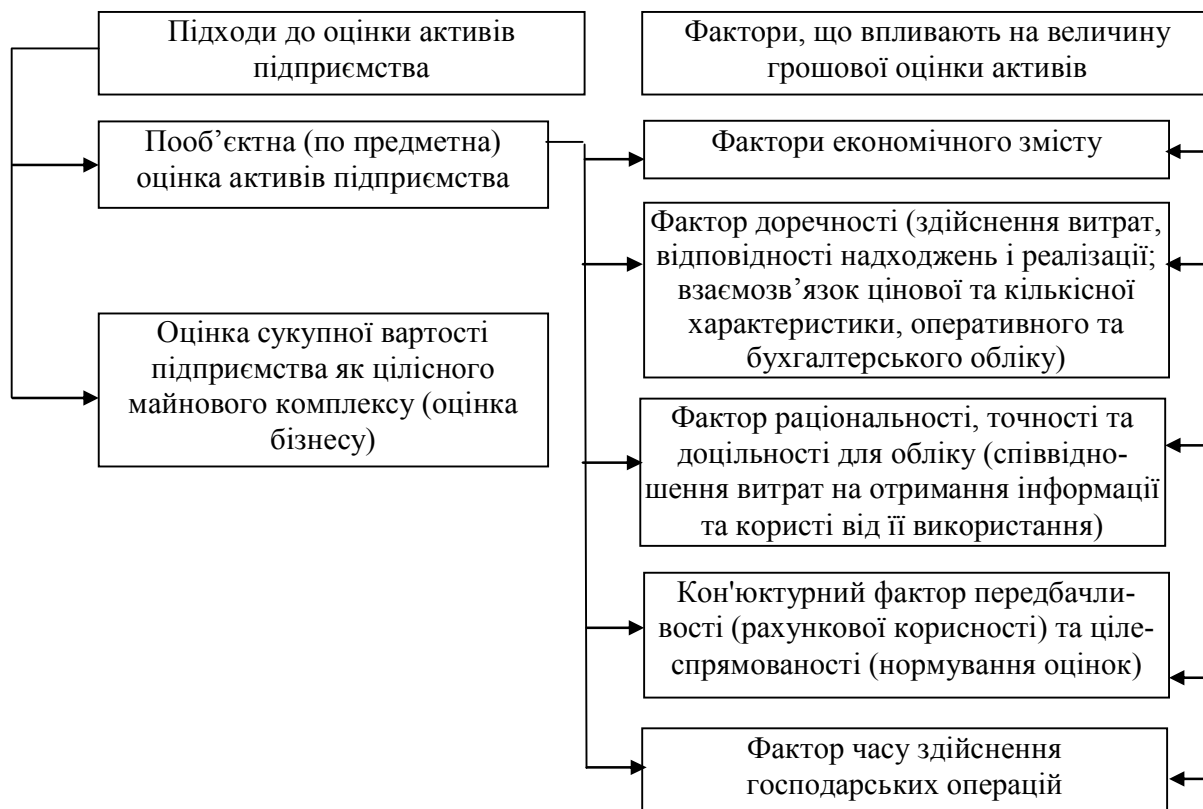 Підходи до оцінки активів
підприємства
Фактори, що впливають на величину
грошової оцінки активів
Пооб’єктна (по предметна)
оцінка активів підприємства
Оцінка сукупної вартості
підприємства як цілісного
майнового комплексу (оцінка
бізнесу)
Фактори економічного змісту
Фактор доречності (здійснення витрат,
відповідності надходжень і реалізації;
взаємозв’язок цінової та кількісної
характеристики, оперативного та
бухгалтерського обліку)
Фактор раціональності, точності та
доцільності для обліку (співвідно-
шення витрат на отримання інформації
та користі від її використання)
Кон'юктурний фактор передбачли-
вості (рахункової корисності) та ціле-
спрямованості (нормування оцінок)
Фактор часу здійснення
господарських операцій